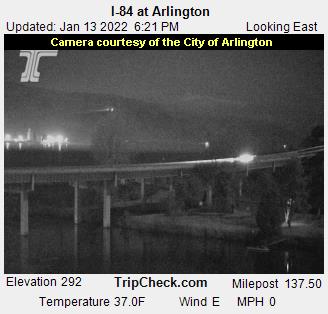 I-84 at Arlington
Updated: Jan 13 2022 6:21 PM Looking East
Camera courtesy of the City of Arlington
Elevation 292 TripCheck.com Milepost 137.50
Temperature 37.0F Wind E MPH 0